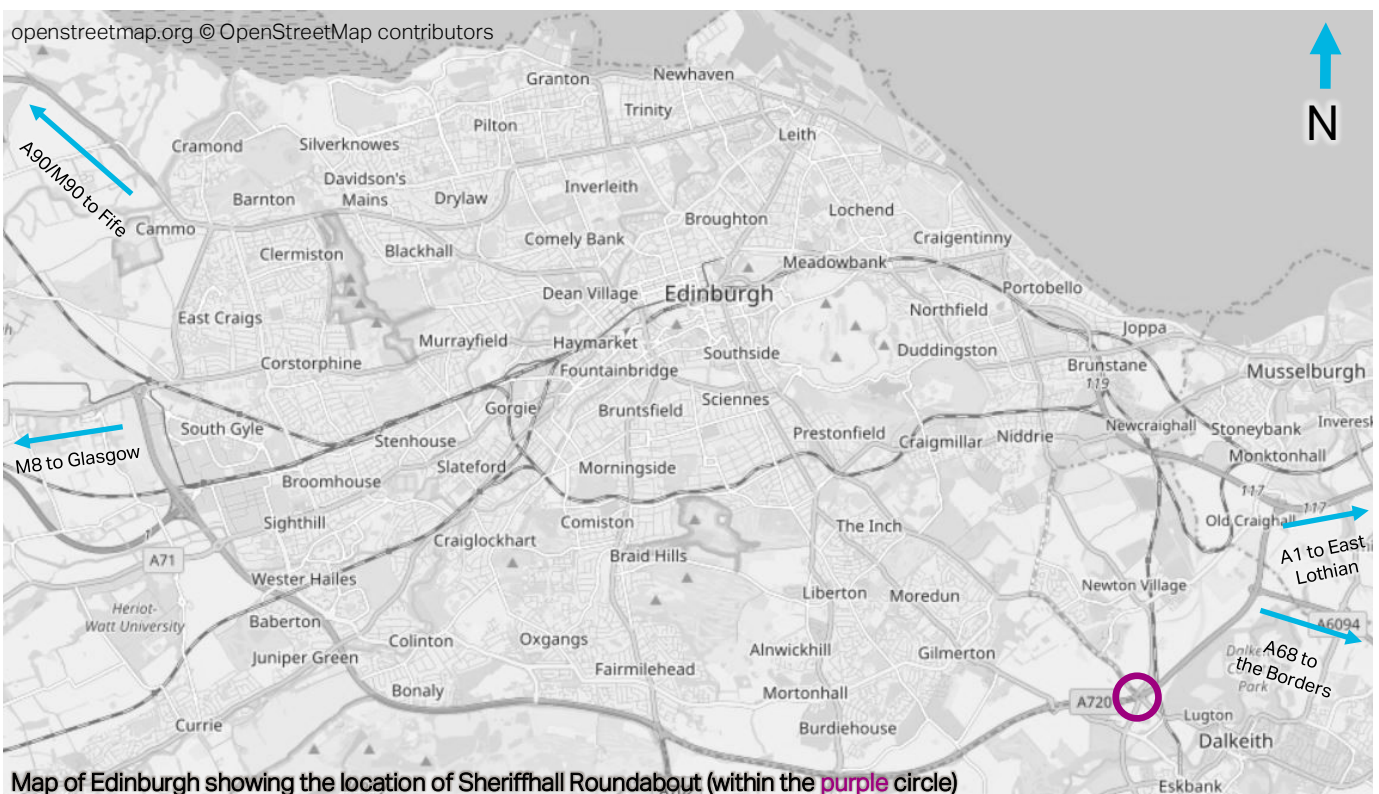 openstreetmap.org © OpenStreetMap contributors
N
Granton
Newhaven
Trinity
Pilton
Leith
Cramond
Silverknowes
A90/M90 to Fife
Davidson's
Mains
Inverleith
Barnton
Drylaw
Lochend
Broughton
Cammo
Comely Bank
Craigentinny
Clermiston
Blackhall
Meadowbank
Dean Village
Edinburgh
Portobello
East Craigs
Northfield
Joppa
Murrayfield
Haymarket
Southside
Duddingston
Corstorphine
Fountainbridge
Brunstane
Musselburgh
119
Gorgie
Bruntsfield
Sciennes
South Gyle
Stenhouse
Prestonfield
Craigmillar
Niddrie
Newcraighall
Stoneybank
Inveresk
M8 to Glasgow
Slateford
Morningside
Monktonhall
Broomhouse
117
117
Sighthill
Comiston
The Inch
Old Craighall
1
Craiglockhart
A71
Braid Hills
A1 to East
Lothian
Wester Hailes
Liberton
Moredun
Newton Village
Heriot-
Watt University
Baberton
Colinton
Oxgangs
A6094
Juniper Green
Fairmilehead
Alnwickhill
Gilmerton
A68 to
the Borders
Park
Bonaly
Mortonhall
A720
Currie
Burdiehouse
Lugton
Dalkeith
Map of Edinburgh showing the location of Sheriffhall Roundabout (within the purple circle)
Eskbank